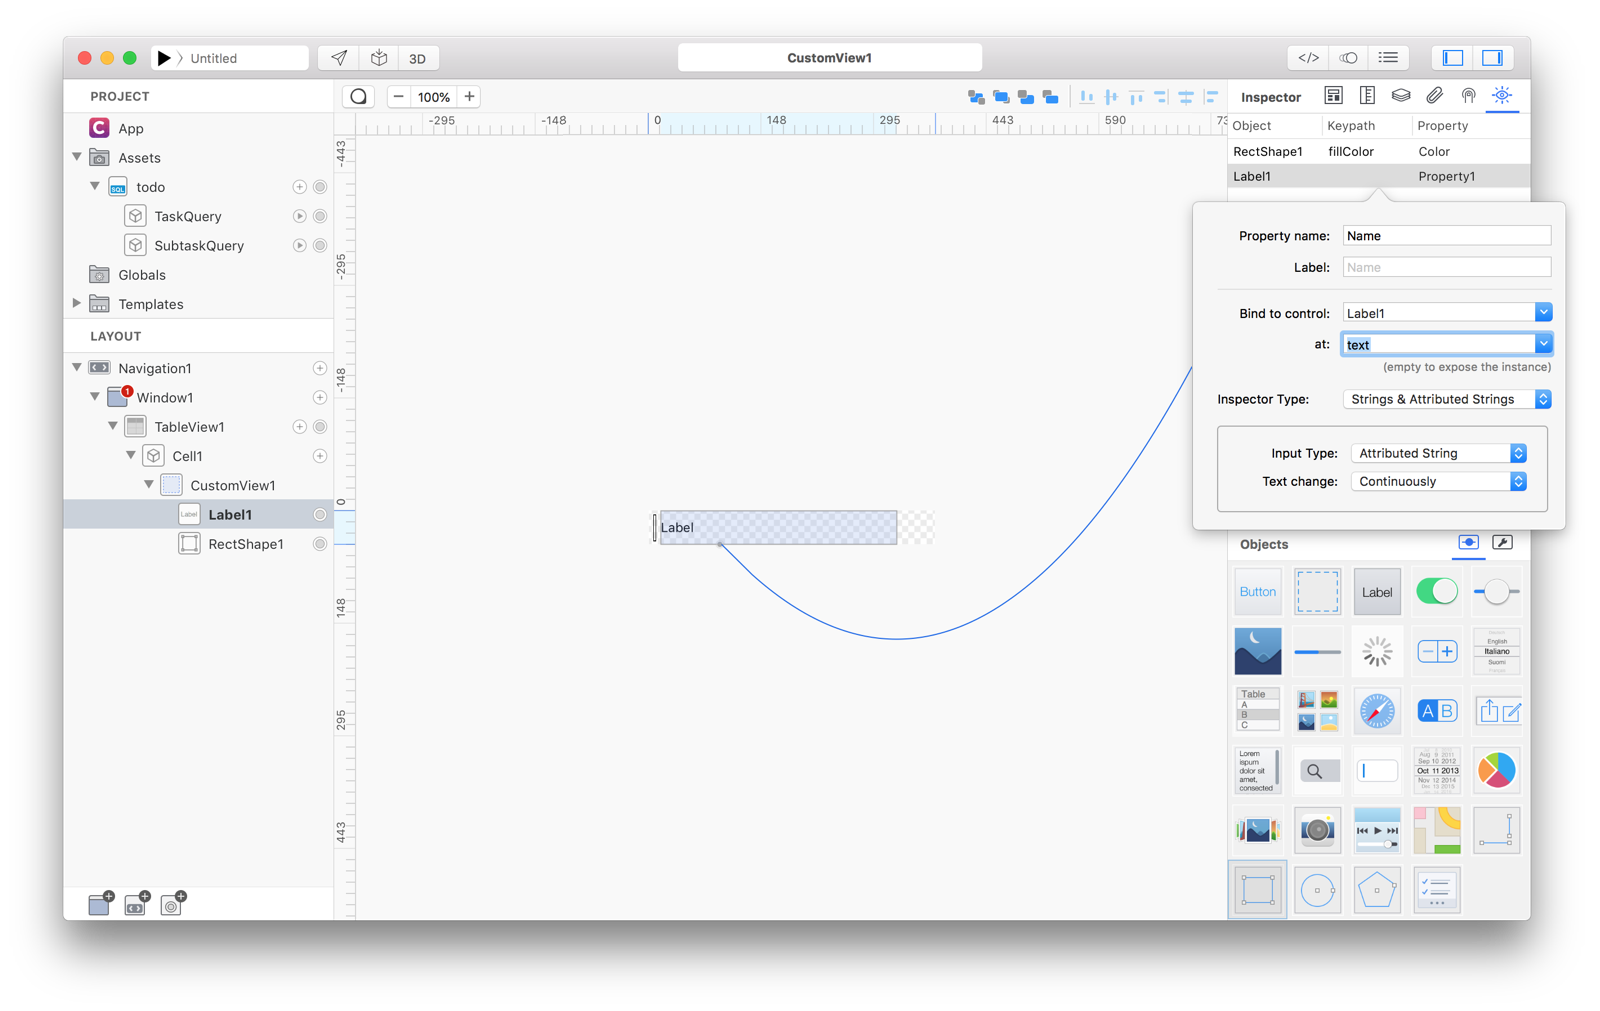 Untitled
3D
CustomView1
</>
PROJECT
App
Assets
SQL
todo
TaskQuery
SubtaskQuery
Globals
Templates
LAYOUT
Navigation1
1
Window1
TableView1
Cell1
CustomView1
Label
Label1
RectShape1
100%
-295
-148
0
148
295
443
590
73
-443
-295
-148
0
148
295
443
Label
Inspector
Object Keypath Property
RectShape1 fillColor Color
Label1 Property1
Property name: Name
Label: Name
Bind to control: Label1
at: text
(empty to expose the instance)
Inspector Type: Strings & Attributed Strings
Input Type: Attributed String
Text change: Continuously
Objects
Button
Label
English
Italiano
Suomi
Table
A
B
C
A B
Lorem
ispum
dolor sit
amet,
consected
Aug 9 2011
Sep 10 2012
Oct 11 2013
Nov 12 2014
Dec 13 2015